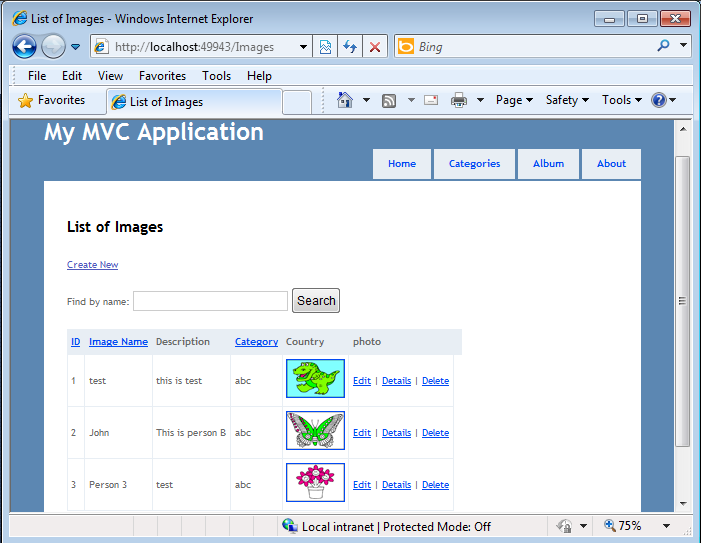 List of Images - Windows Internet Explorer
http://localhost:49943/Images
Bing
File Edit View Favorites Tools Help
Favorites List of Images Page Safety Tools
My MVC Application
Home Categories Album About
List of Images
Create New
Find by name: Search
ID Image Name Description Category Country photo
1 test this is test abc Edit | Details | Delete
2 John This is person B abc Edit | Details | Delete
3 Person 3 test abc Edit | Details | Delete
Local intranet | Protected Mode: Off 75%